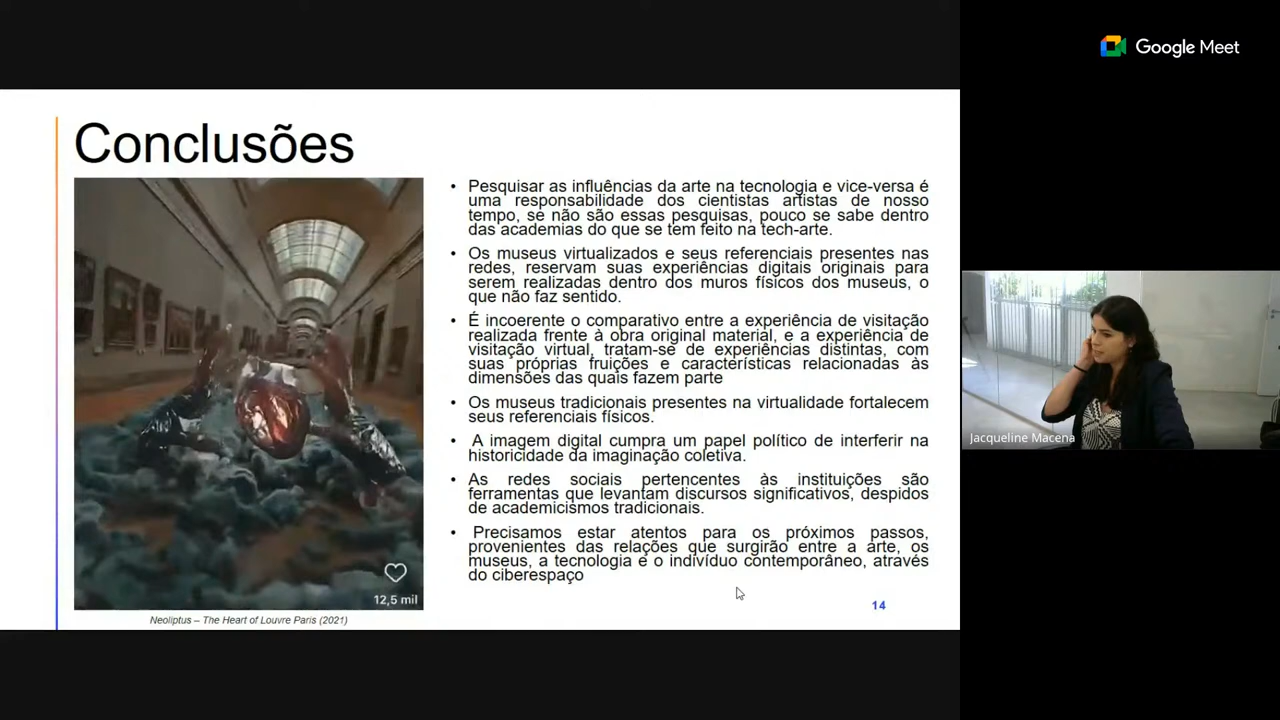 Google Meet
Conclusões
• Pesquisar as influências da arte na tecnologia e vice-versa é
uma responsabilidade dos cientistas artistas de nosso
tempo, se não são essas pesquisas, pouco se sabe dentro
das academias do que se tem feito na tech-arte.
• Os museus virtualizados e seus referenciais presentes nas
redes, reservam suas experiências digitais originais para
serem realizadas dentro dos muros físicos dos museus, o
que não faz sentido.
• É incoerente o comparativo entre a experiência de visitação
realizada frente à obra original material, e a experiência de
visitação virtual, tratam-se de experiências distintas, com
suas próprias fruições e características relacionadas às
dimensões das quais fazem parte
• Os museus tradicionais presentes na virtualidade fortalecem
seus referenciais físicos.
• A imagem digital cumpra um papel político de interferir na
historicidade da imaginação coletiva.
• As redes sociais pertencentes às instituições são
ferramentas que levantam discursos significativos, despidos
de academicismos tradicionais.
• Precisamos estar atentos para os próximos passos,
provenientes das relações que surgirão entre a arte, os
museus, a tecnologia e o indivíduo contemporâneo, através
do ciberespaço
12,5 mil
Neoliptus – The Heart of Louvre Paris (2021)
14
Jacqueline Macena